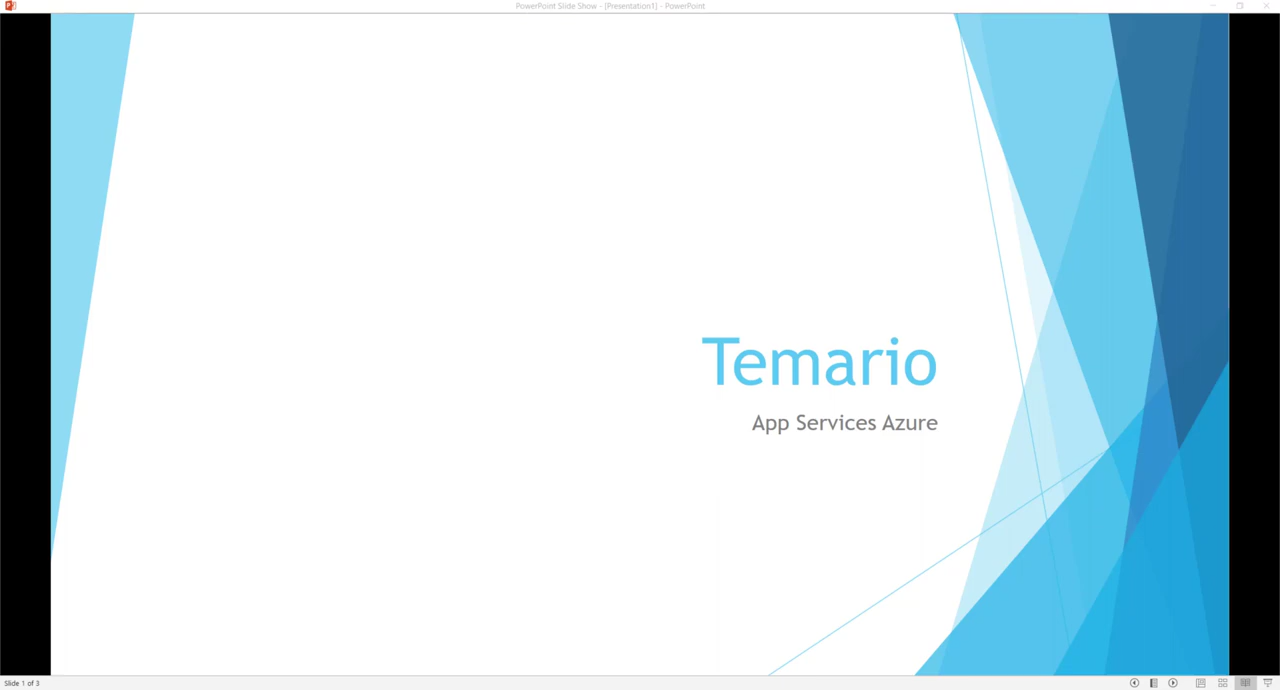 PowerPoint Slide Show - [Presentation1] - PowerPoint
Temario
App Services Azure
Slide 1 of 3